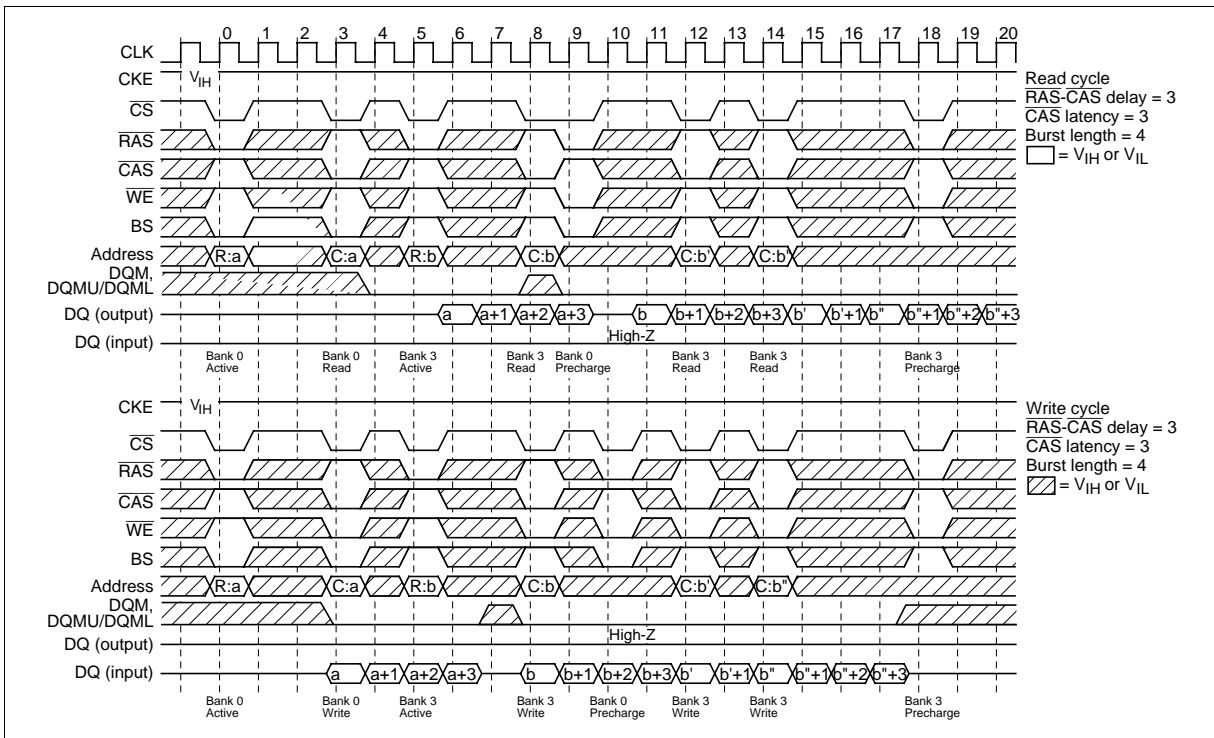 0 1 2 3 4 5 6 7 8 9 10 11 12 13 14 15 16 17 18 19 20
CLK
CKE VIH
CS
RAS
CAS
WE
BS
Address R:a C:a R:b C:b C:b' C:b'
DQM,
DQMU/DQML
DQ (output) a a+1 a+2 a+3 b b+1 b+2 b+3 b' b'+1 b" b"+1 b"+2 b"+3
High-Z
DQ (input)
Bank 0 Active
Bank 0 Read
Bank 3 Active
Bank 3 Read
Bank 0 Precharge
Bank 3 Read
Bank 3 Read
Bank 3 Precharge
Read cycle
RAS-CAS delay = 3
CAS latency = 3
Burst length = 4
= VIH or VIL
CKE VIH
CS
RAS
CAS
WE
BS
Address R:a C:a R:b C:b C:b' C:b"
DQM,
DQMU/DQML
High-Z
DQ (output)
DQ (input) a a+1 a+2 a+3 b b+1 b+2 b+3 b' b'+1 b" b"+1 b"+2 b"+3
Bank 0 Active
Bank 0 Write
Bank 3 Active
Bank 3 Write
Bank 0 Precharge
Bank 3 Write
Bank 3 Write
Bank 3 Precharge
Write cycle
RAS-CAS delay = 3
CAS latency = 3
Burst length = 4
= VIH or VIL